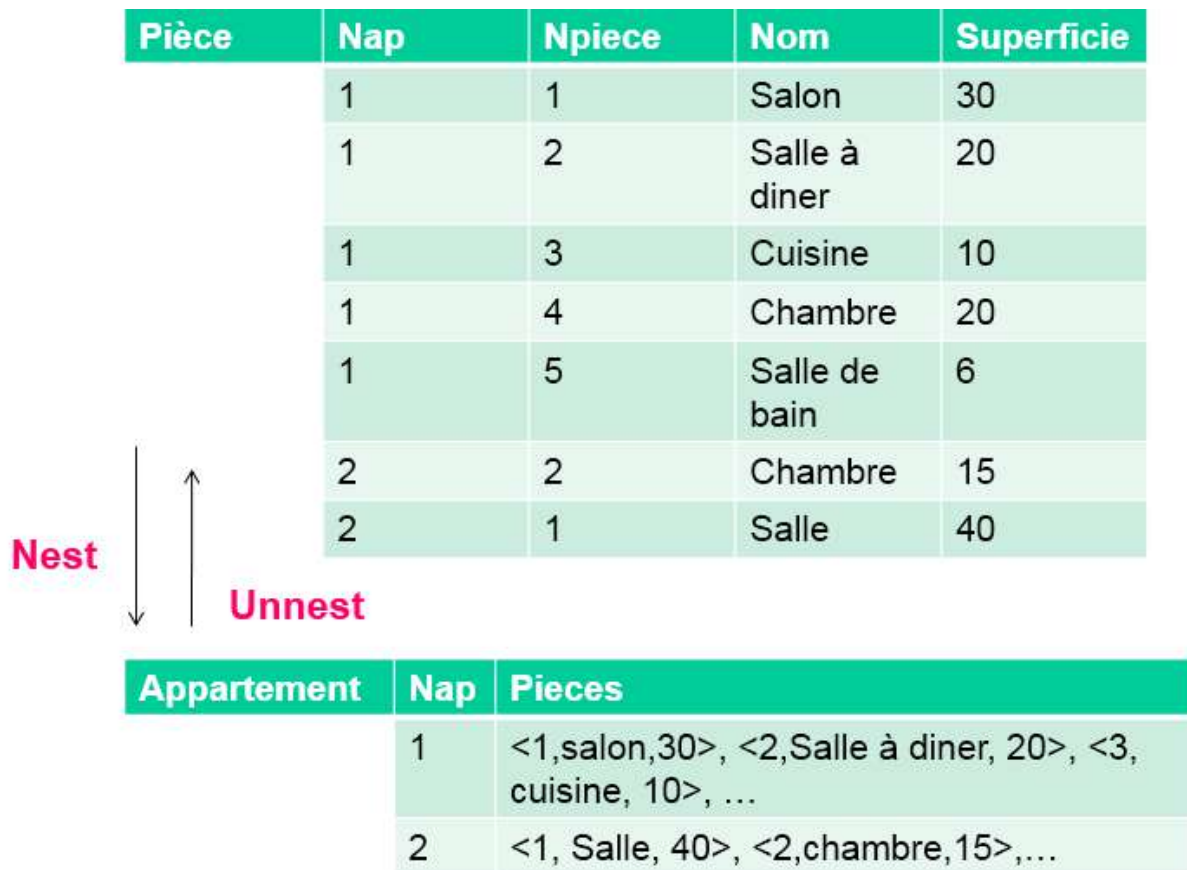 Pièce Nap Npiece Nom Superficie
1 1 Salon 30
1 2 Salle à 20
diner
1 3 Cuisine 10
1 4 Chambre 20
1 5 Salle de 6
bain
2 2 Chambre 15
2 1 Salle 40
Nest
Unnest
Appartement Nap Pieces
1 <1,salon,30>, <2,Salle à diner, 20>, <3,
cuisine, 10>, …
2 <1, Salle, 40>, <2,chambre,15>,…